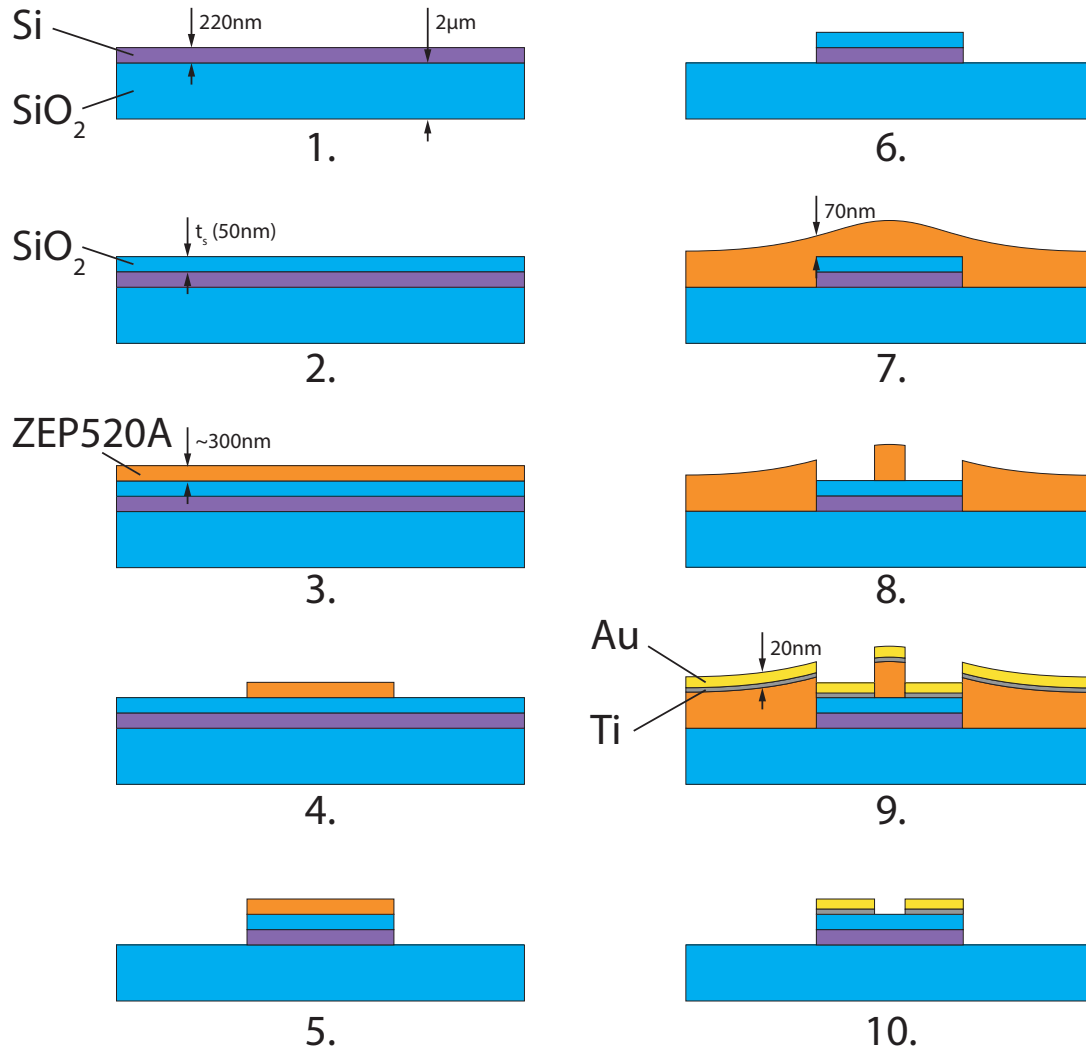 Si
220nm
2μm
SiO₂
1.
SiO₂
tₛ (50nm)
2.
ZEP520A
~300nm
3.
4.
5.
6.
70nm
7.
8.
Au
20nm
Ti
9.
10.